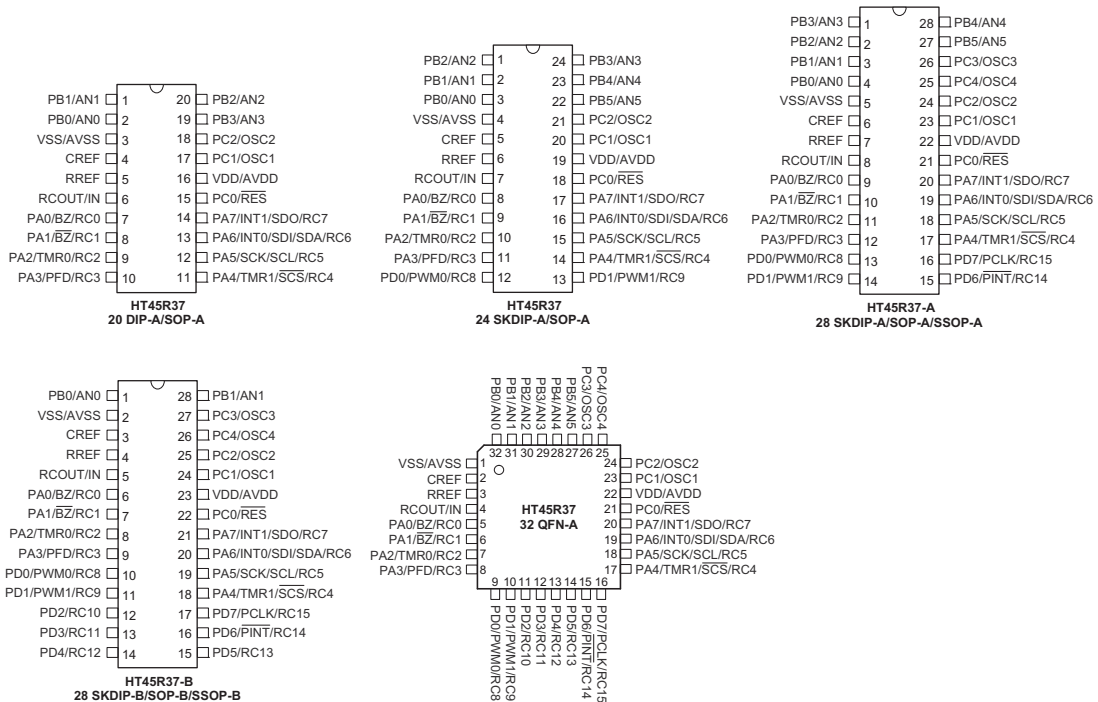 PB1/AN1 1 20 PB2/AN2
PB0/AN0 2 19 PB3/AN3
VSS/AVSS 3 18 PC2/OSC2
CREF 4 17 PC1/OSC1
RREF 5 16 VDD/AVDD
RCOUT/IN 6 15 PC0/R̅E̅S̅
PA0/BZ/RC0 7 14 PA7/INT1/SDO/RC7
PA1/B̅Z̅/RC1 8 13 PA6/INT0/SDI/SDA/RC6
PA2/TMR0/RC2 9 12 PA5/SCK/SCL/RC5
PA3/PFD/RC3 10 11 PA4/TMR1/S̅C̅S̅/RC4
HT45R37
20 DIP-A/SOP-A
PB2/AN2 1 24 PB3/AN3
PB1/AN1 2 23 PB4/AN4
PB0/AN0 3 22 PB5/AN5
VSS/AVSS 4 21 PC2/OSC2
CREF 5 20 PC1/OSC1
RREF 6 19 VDD/AVDD
RCOUT/IN 7 18 PC0/R̅E̅S̅
PA0/BZ/RC0 8 17 PA7/INT1/SDO/RC7
PA1/B̅Z̅/RC1 9 16 PA6/INT0/SDI/SDA/RC6
PA2/TMR0/RC2 10 15 PA5/SCK/SCL/RC5
PA3/PFD/RC3 11 14 PA4/TMR1/S̅C̅S̅/RC4
PD0/PWM0/RC8 12 13 PD1/PWM1/RC9
HT45R37
24 SKDIP-A/SOP-A
PB3/AN3 1 28 PB4/AN4
PB2/AN2 2 27 PB5/AN5
PB1/AN1 3 26 PC3/OSC3
PB0/AN0 4 25 PC4/OSC4
VSS/AVSS 5 24 PC2/OSC2
CREF 6 23 PC1/OSC1
RREF 7 22 VDD/AVDD
RCOUT/IN 8 21 PC0/R̅E̅S̅
PA0/BZ/RC0 9 20 PA7/INT1/SDO/RC7
PA1/B̅Z̅/RC1 10 19 PA6/INT0/SDI/SDA/RC6
PA2/TMR0/RC2 11 18 PA5/SCK/SCL/RC5
PA3/PFD/RC3 12 17 PA4/TMR1/S̅C̅S̅/RC4
PD0/PWM0/RC8 13 16 PD7/PCLK/RC15
PD1/PWM1/RC9 14 15 PD6/P̅I̅N̅T̅/RC14
HT45R37-A
28 SKDIP-A/SOP-A/SSOP-A
PB0/AN0 1 28 PB1/AN1
VSS/AVSS 2 27 PC3/OSC3
CREF 3 26 PC4/OSC4
RREF 4 25 PC2/OSC2
RCOUT/IN 5 24 PC1/OSC1
PA0/BZ/RC0 6 23 VDD/AVDD
PA1/B̅Z̅/RC1 7 22 PC0/R̅E̅S̅
PA2/TMR0/RC2 8 21 PA7/INT1/SDO/RC7
PA3/PFD/RC3 9 20 PA6/INT0/SDI/SDA/RC6
PD0/PWM0/RC8 10 19 PA5/SCK/SCL/RC5
PD1/PWM1/RC9 11 18 PA4/TMR1/S̅C̅S̅/RC4
PD2/RC10 12 17 PD7/PCLK/RC15
PD3/RC11 13 16 PD6/P̅I̅N̅T̅/RC14
PD4/RC12 14 15 PD5/RC13
HT45R37-B
28 SKDIP-B/SOP-B/SSOP-B
PB0/AN0
PB1/AN1
PB2/AN2
PB3/AN3
PB4/AN4
PB5/AN5
PC3/OSC3
PC4/OSC4
32 31 30 29 28 27 26 25
VSS/AVSS 1 24 PC2/OSC2
CREF 2 23 PC1/OSC1
RREF 3 22 VDD/AVDD
RCOUT/IN 4 21 PC0/R̅E̅S̅
PA0/BZ/RC0 5 20 PA7/INT1/SDO/RC7
PA1/B̅Z̅/RC1 6 19 PA6/INT0/SDI/SDA/RC6
PA2/TMR0/RC2 7 18 PA5/SCK/SCL/RC5
PA3/PFD/RC3 8 17 PA4/TMR1/S̅C̅S̅/RC4
HT45R37
32 QFN-A
9 10 11 12 13 14 15 16
PD0/PWM0/RC8
PD1/PWM1/RC9
PD2/RC10
PD3/RC11
PD4/RC12
PD5/RC13
PD6/P̅I̅N̅T̅/RC14
PD7/PCLK/RC15